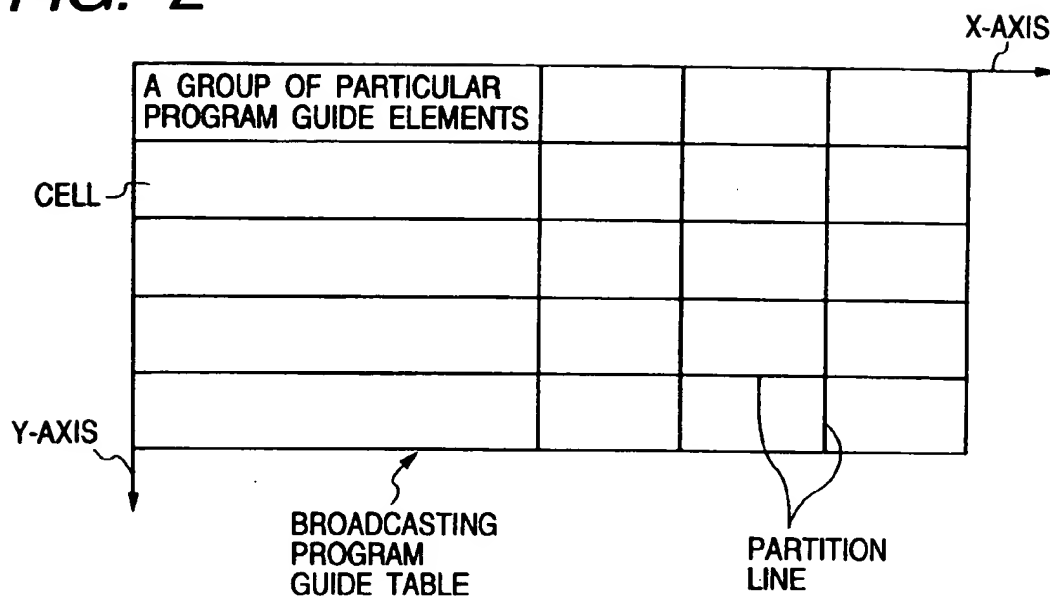 FIG. 2
X-AXIS
A GROUP OF PARTICULAR
PROGRAM GUIDE ELEMENTS
CELL
Y-AXIS
BROADCASTING
PROGRAM
GUIDE TABLE
PARTITION
LINE